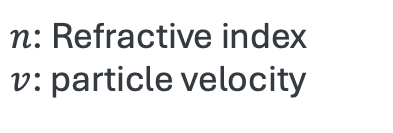 𝑛: Refractive index
𝑣: particle velocity